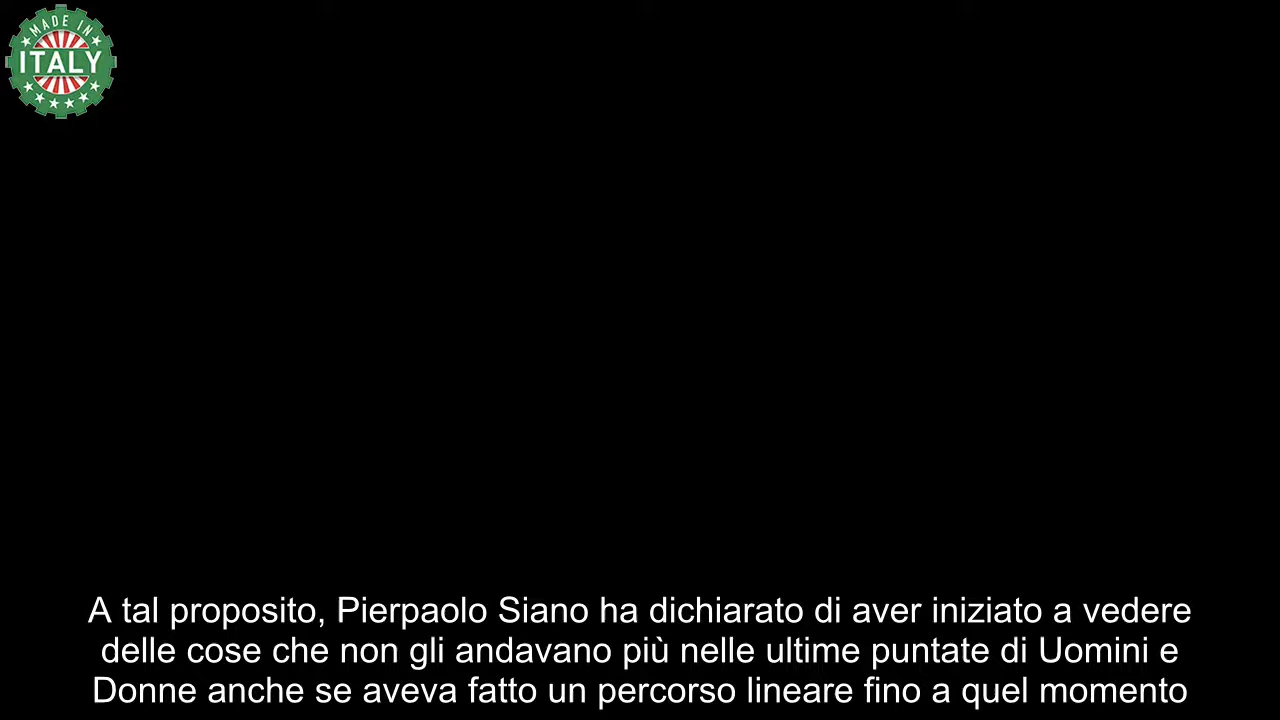 MADE IN
ITALY
A tal proposito, Pierpaolo Siano ha dichiarato di aver iniziato a vedere
delle cose che non gli andavano più nelle ultime puntate di Uomini e
Donne anche se aveva fatto un percorso lineare fino a quel momento